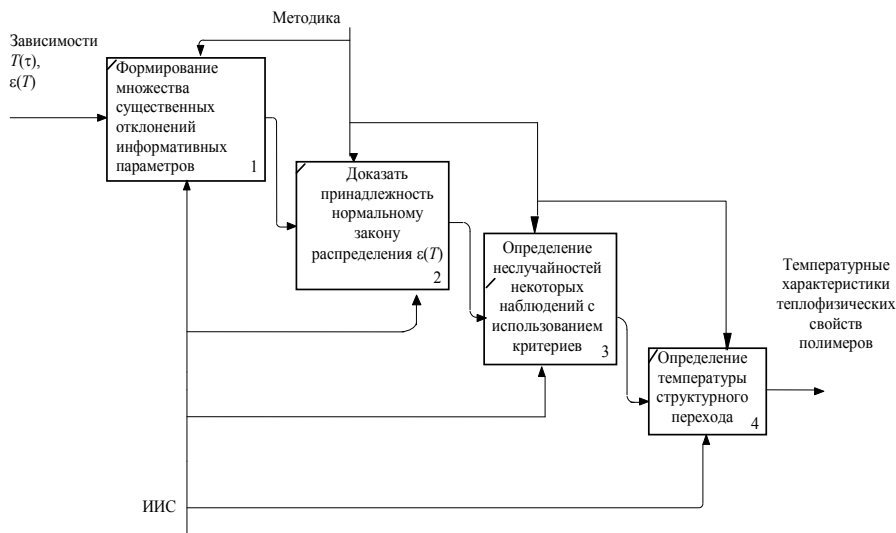 Методика
Зависимости
T(τ),
ε(T)
Формирование
множества
существенных
отклонений
информативных
параметров
1
Доказать
принадлежность
нормальному
закону
распределения ε(T)
2
Определение
неслучайностей
некоторых
наблюдений с
использованием
критериев
3
Температурные
характеристики
теплофизических
свойств
полимеров
Определение
температуры
структурного
перехода
4
ИИС